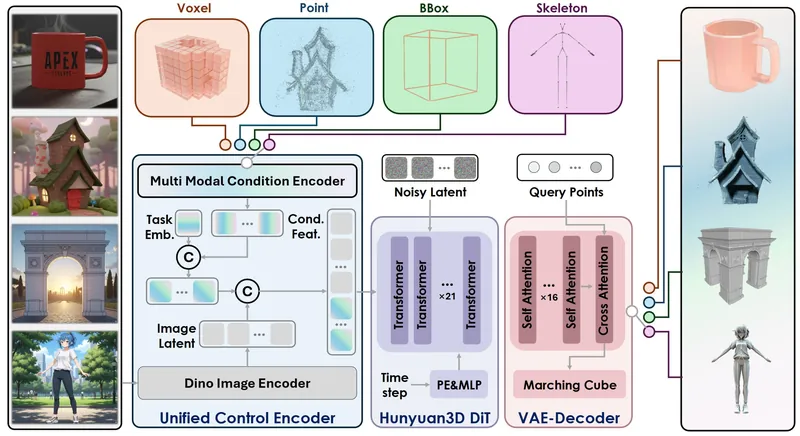 Voxel
Point
BBox
Skeleton
APEX
Multi Modal Condition Encoder
Task
Emb.
...
Cond.
Feat.
C
...
C
...
Image
Latent
...
Dino Image Encoder
Unified Control Encoder
...
Noisy Latent
Transformer
Transformer
...
×21
Transformer
Time
step
PE&MLP
Hunyuan3D DiT
...
Query Points
Self Attention
...
×16
Self Attention
Cross Attention
Marching Cube
VAE-Decoder